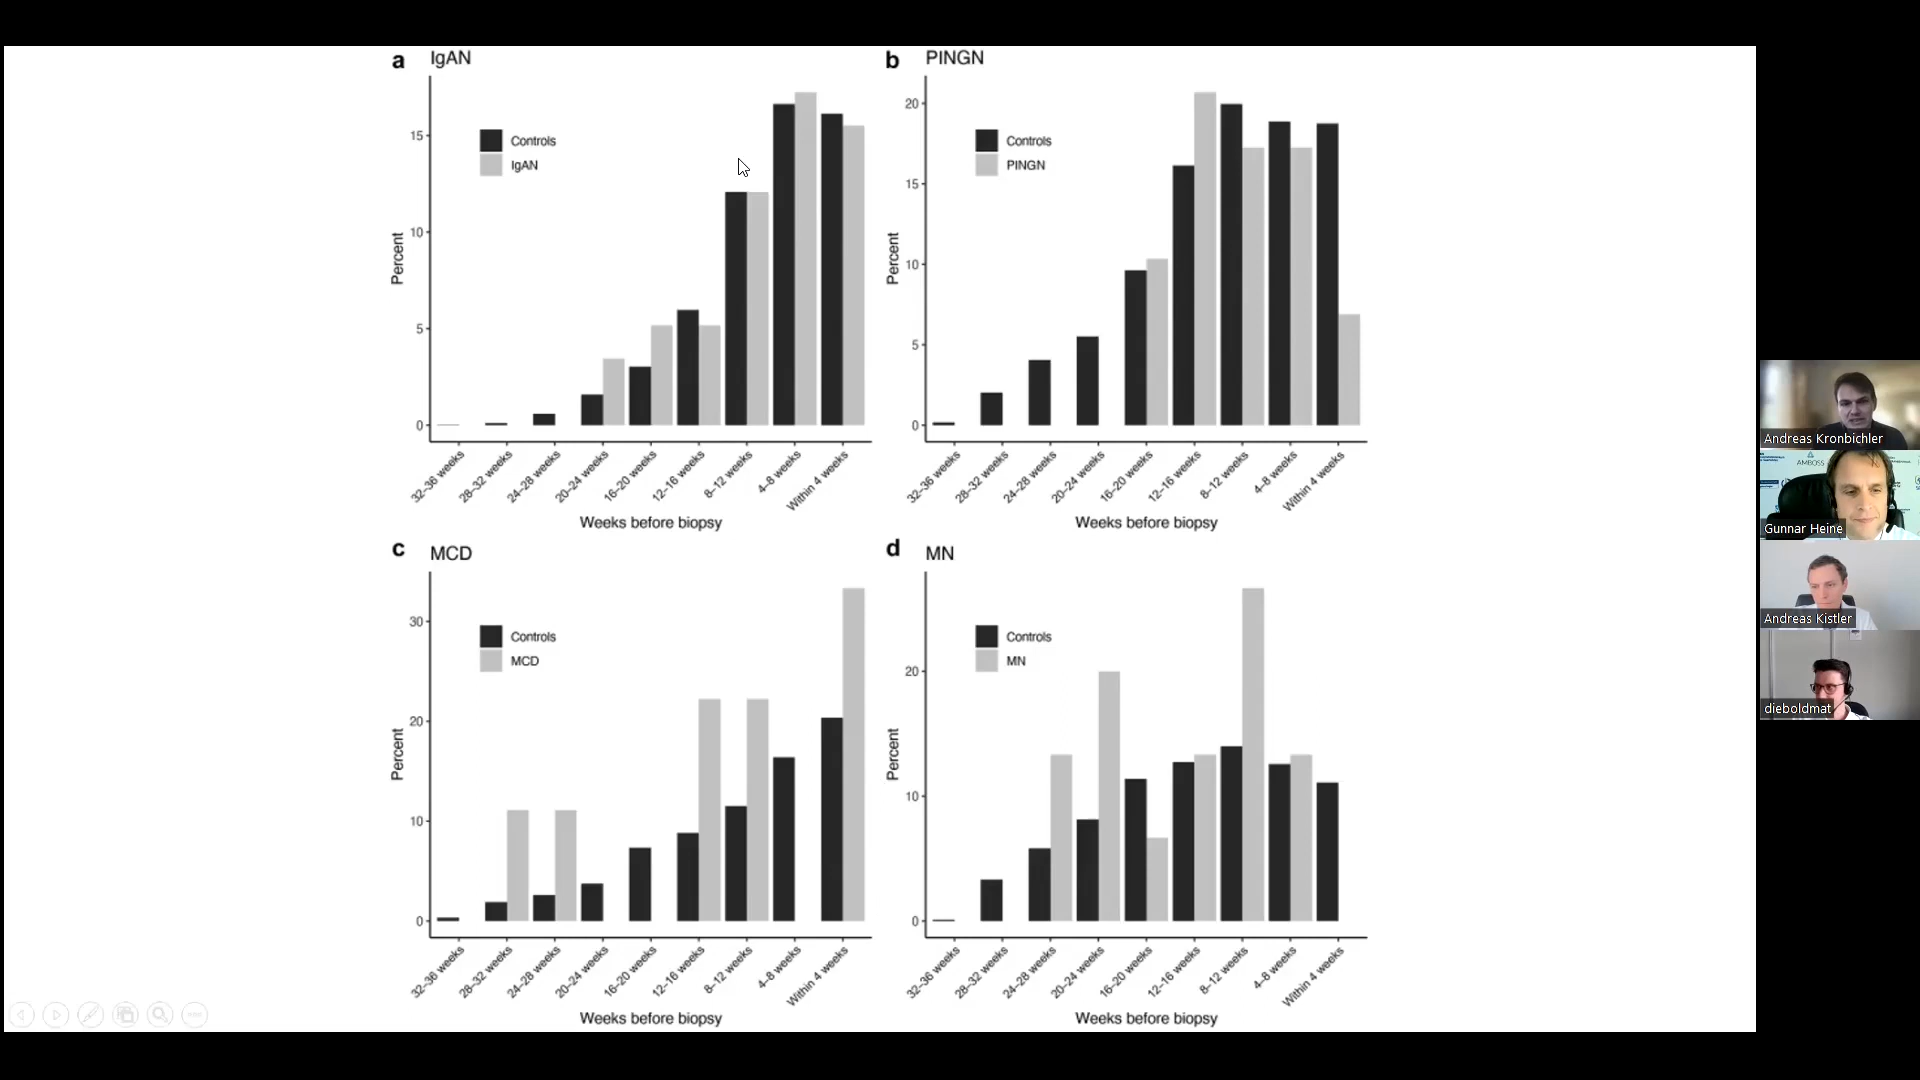 a IgAN
15
10
5
0
Percent
Controls
IgAN
32–36 weeks
28–32 weeks
24–28 weeks
20–24 weeks
16–20 weeks
12–16 weeks
8–12 weeks
4–8 weeks
Within 4 weeks
Weeks before biopsy
b PINGN
20
15
10
5
0
Percent
Controls
PINGN
32–36 weeks
28–32 weeks
24–28 weeks
20–24 weeks
16–20 weeks
12–16 weeks
8–12 weeks
4–8 weeks
Within 4 weeks
Weeks before biopsy
c MCD
30
20
10
0
Percent
Controls
MCD
32–36 weeks
28–32 weeks
24–28 weeks
20–24 weeks
16–20 weeks
12–16 weeks
8–12 weeks
4–8 weeks
Within 4 weeks
Weeks before biopsy
d MN
20
10
0
Percent
Controls
MN
32–36 weeks
28–32 weeks
24–28 weeks
20–24 weeks
16–20 weeks
12–16 weeks
8–12 weeks
4–8 weeks
Within 4 weeks
Weeks before biopsy
Andreas Kronbichler
AMBOSS
Gunnar Heine
Andreas Kistler
dieboldmat